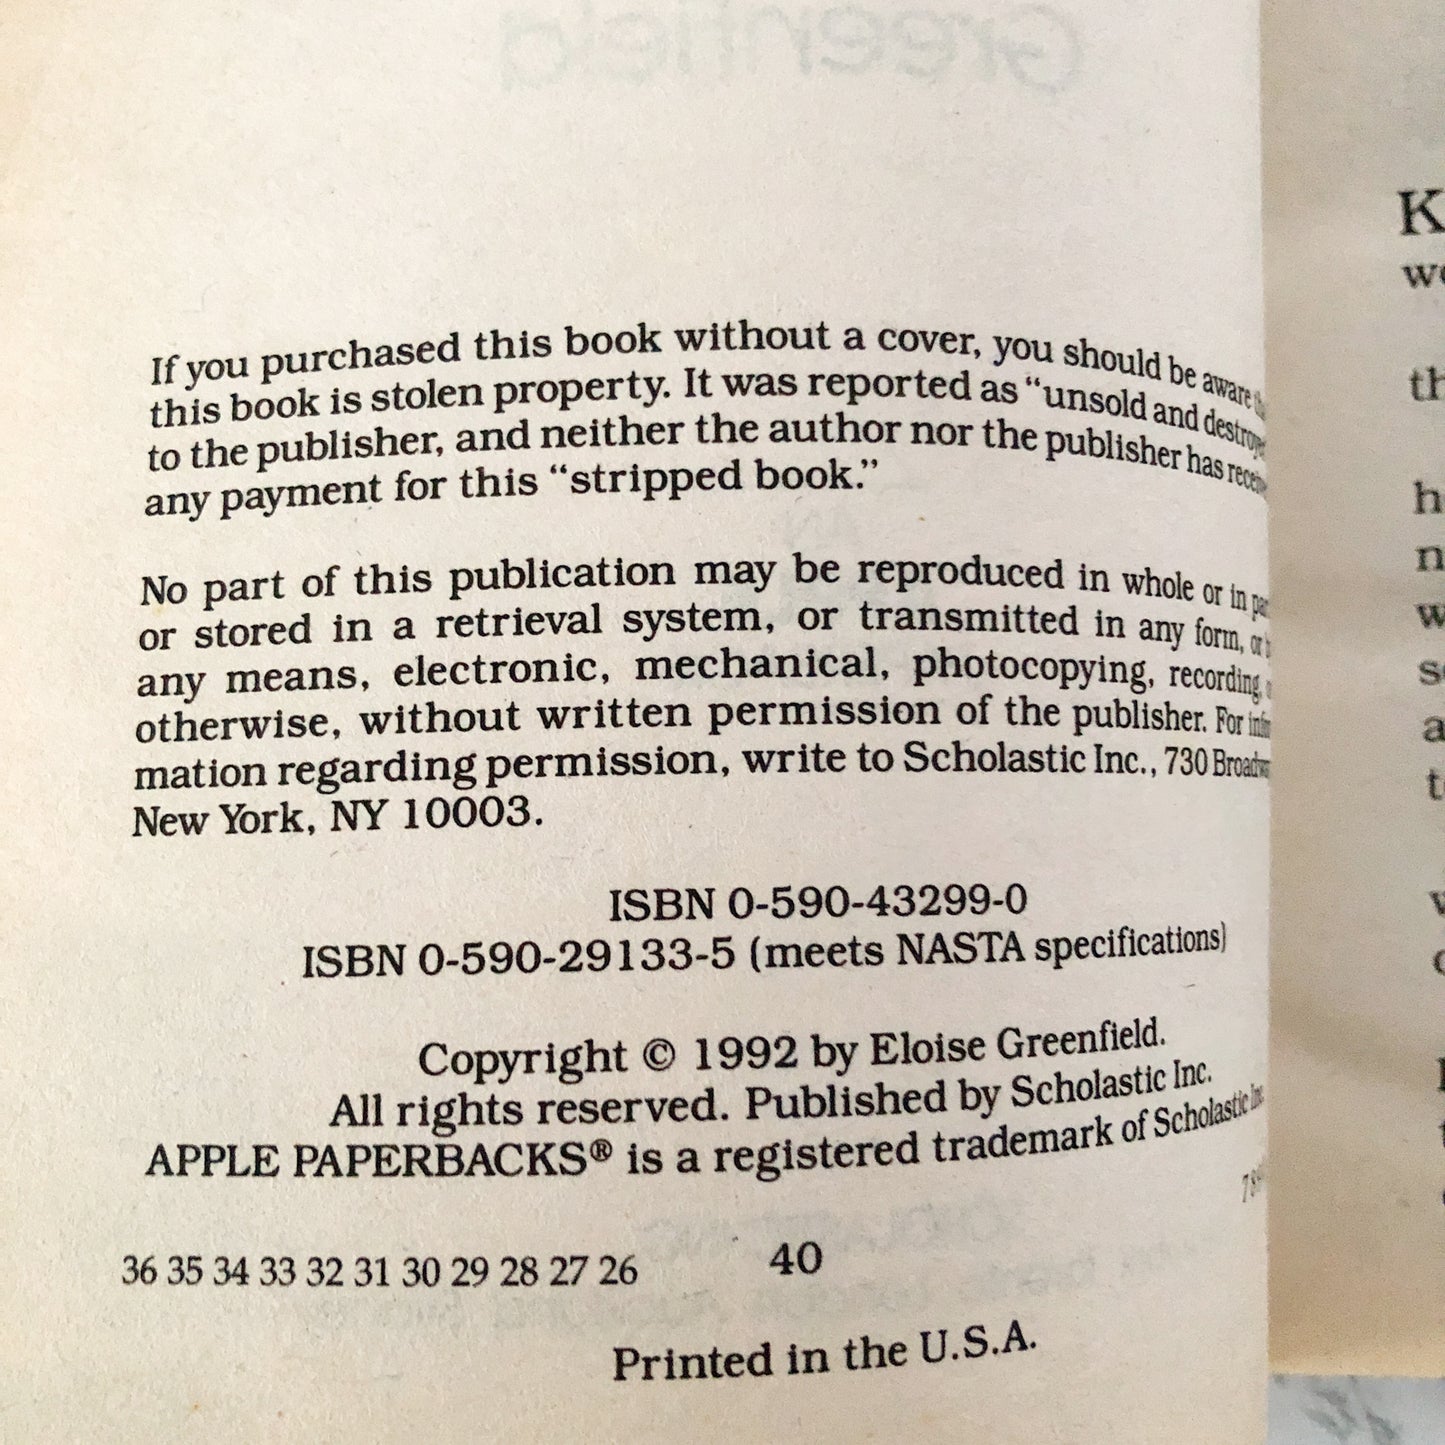 Greenfield
If you purchased this book without a cover, you should be aware
this book is stolen property. It was reported as "unsold and destroyed
to the publisher, and neither the author nor the publisher has
any payment for this "stripped book."
No part of this publication may be reproduced in whole or in
or stored in a retrieval system, or transmitted in any form, or
any means, electronic, mechanical, photocopying, recording,
otherwise, without written permission of the publisher. For
mation regarding permission, write to Scholastic Inc., 730
New York, NY 10003.
ISBN 0-590-43299-0
ISBN 0-590-29133-5 (meets NASTA specifications)
Copyright © 1992 by Eloise Greenfield.
All rights reserved. Published by Scholastic Inc.
APPLE PAPERBACKS® is a registered trademark of Scholastic Inc
36 35 34 33 32 31 30 29 28 27 26 40
Printed in the U.S.A.
K